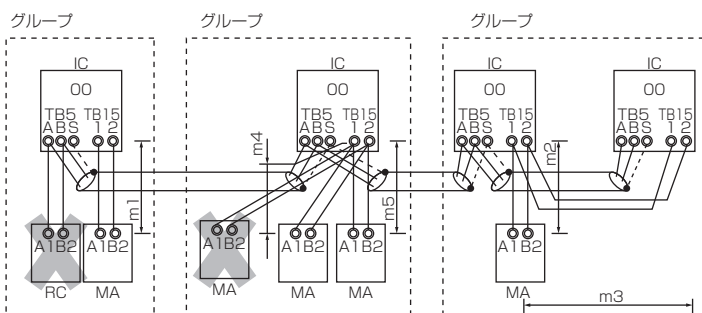 グループ
グループ
グループ
IC
IC
IC
IC
00
00
00
00
TB5 TB15
TB5 TB15
TB5 TB15
TB5 TB15
ABS 1 2
ABS 1 2
ABS 1 2
ABS 1 2
m1
m4
m5
m2
A1B2
A1B2
A1B2
A1B2
A1B2
A1B2
RC
MA
MA
MA
MA
MA
m3